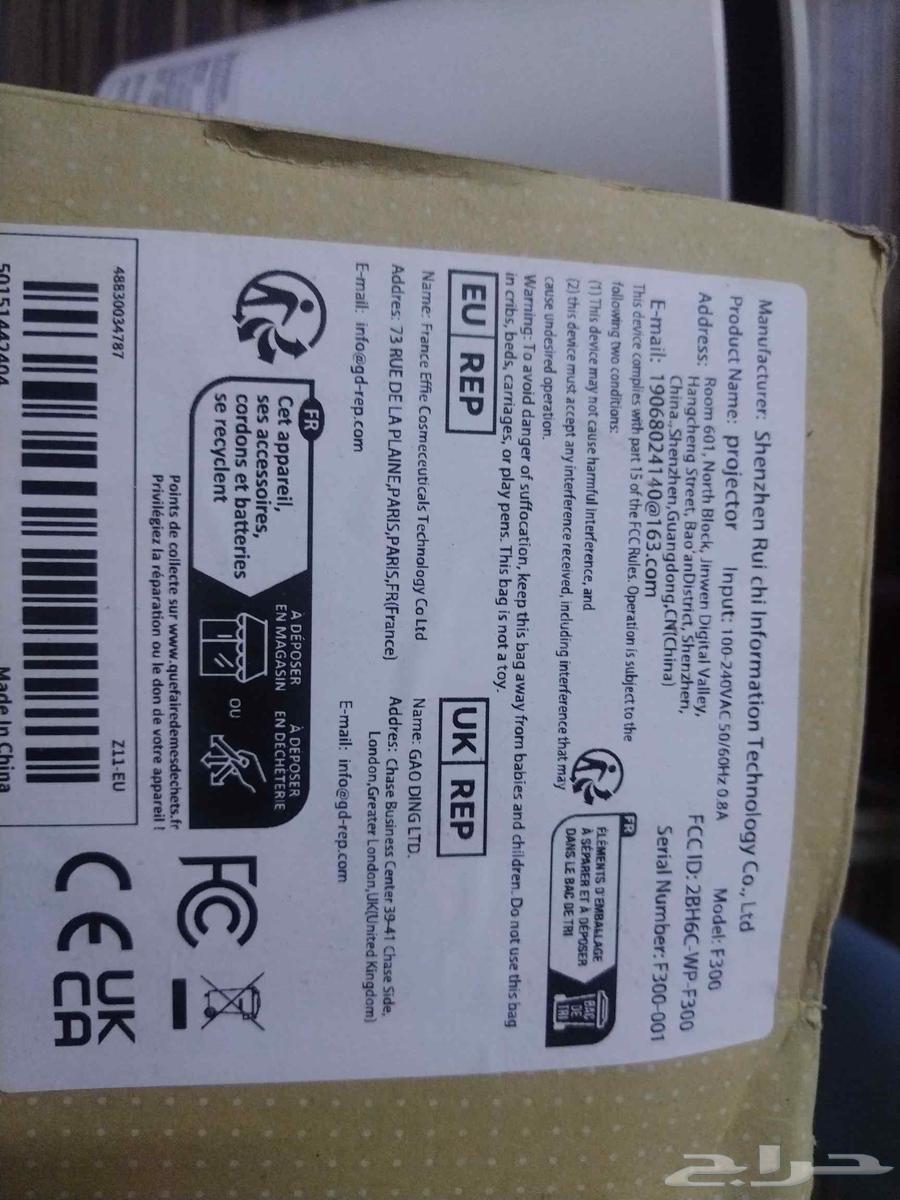 Manufacturer: Shenzhen Rui chi Information Technology Co., Ltd
Product Name: projector Input: 100-240VAC 50/60Hz 0.8A Model: F300
Address: Room 601, North Block, Jinwen Digital Valley,
Hangcheng Street, Bao'anDistrict, Shenzhen,
China.,Shenzhen,Guangdong,CN(China)
FCC ID: 2BH6C-WP-F300
E-mail: 19068024140@163.com
Serial Number: F300-001
This device complies with part 15 of the FCC Rules. Operation is subject to the
following two conditions:
(1) This device may not cause harmful interference, and
(2) this device must accept any interference received, including interference that may
cause undesired operation.
FR
ÉLÉMENTS D'EMBALLAGE
À SÉPARER ET À DÉPOSER
DANS LE BAC DE TRI
BAC
DE
TRI
Warning: To avoid danger of suffocation, keep this bag away from babies and children. Do not use this bag
in cribs, beds, carriages, or play pens. This bag is not a toy.
EU REP
Name: France Effie Cosmeceuticals Technology Co Ltd
Addres: 73 RUE DE LA PLAINE,PARIS,PARIS,FR(France)
E-mail: info@gd-rep.com
UK REP
Name: GAO DING LTD.
Addres: Chase Business Center 39-41 Chase Side,
London,Greater London,UK(United Kingdom)
E-mail: info@gd-rep.com
FR
Cet appareil,
ses accessoires,
cordons et batteries
se recyclent
À DÉPOSER
EN MAGASIN
OU
À DÉPOSER
EN DÉCHÈTERIE
Points de collecte sur www.quefairedemesdechets.fr
Privilégiez la réparation ou le don de votre appareil !
FC
CE
UK
CA
48830034787
Z11-EU
50151442404
Made In China
حراج